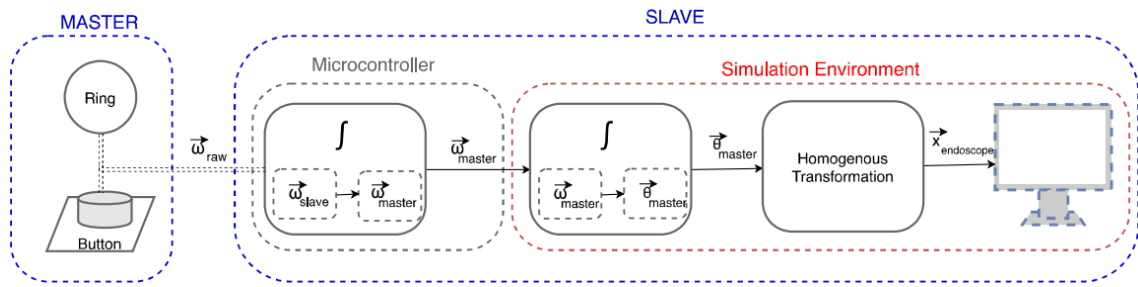 MASTER
SLAVE
Microcontroller
Simulation Environment
Ring
Button
ω⃗raw
∫
ω⃗slave
ω⃗master
ω⃗master
∫
ω⃗master
θ⃗master
θ⃗master
Homogenous
Transformation
x⃗endoscope